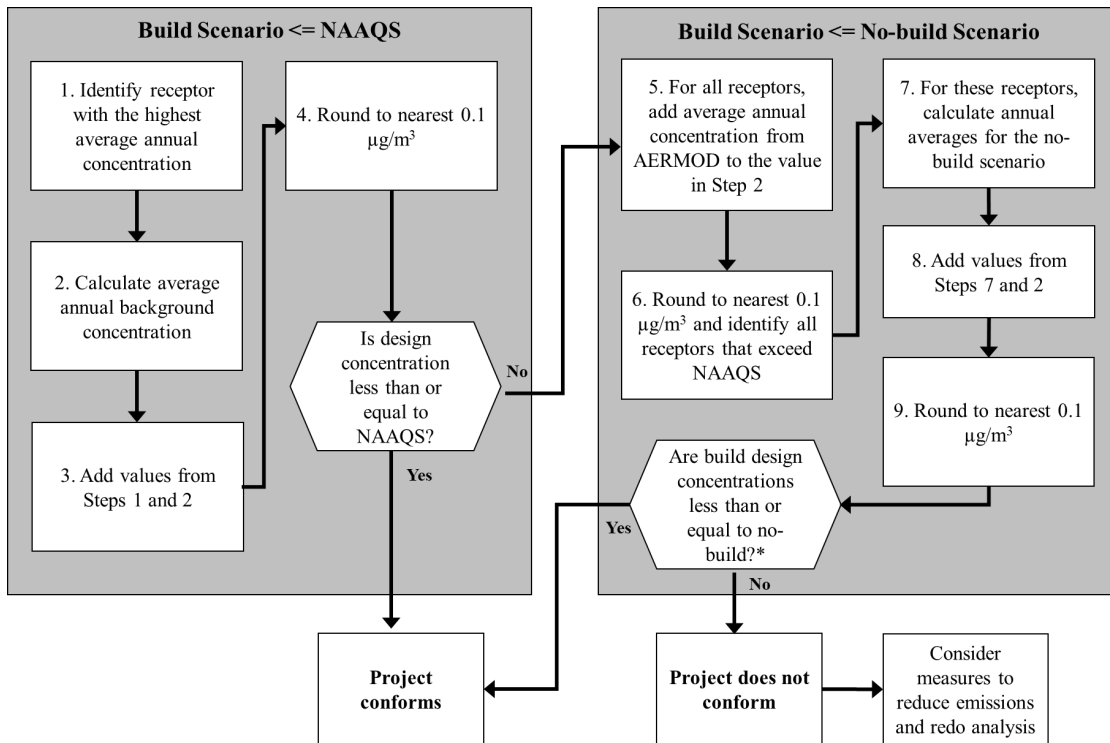 Build Scenario <= NAAQS
1. Identify receptor
with the highest
average annual
concentration
2. Calculate average
annual background
concentration
3. Add values from
Steps 1 and 2
4. Round to nearest 0.1
µg/m³
Is design
concentration
less than or
equal to
NAAQS?
No
Yes
Build Scenario <= No-build Scenario
5. For all receptors,
add average annual
concentration from
AERMOD to the value
in Step 2
6. Round to nearest 0.1
µg/m³ and identify all
receptors that exceed
NAAQS
7. For these receptors,
calculate annual
averages for the no-
build scenario
8. Add values from
Steps 7 and 2
9. Round to nearest 0.1
µg/m³
Are build design
concentrations
less than or
equal to no-
build?*
Yes
No
Project
conforms
Project does not
conform
Consider
measures to
reduce emissions
and redo analysis